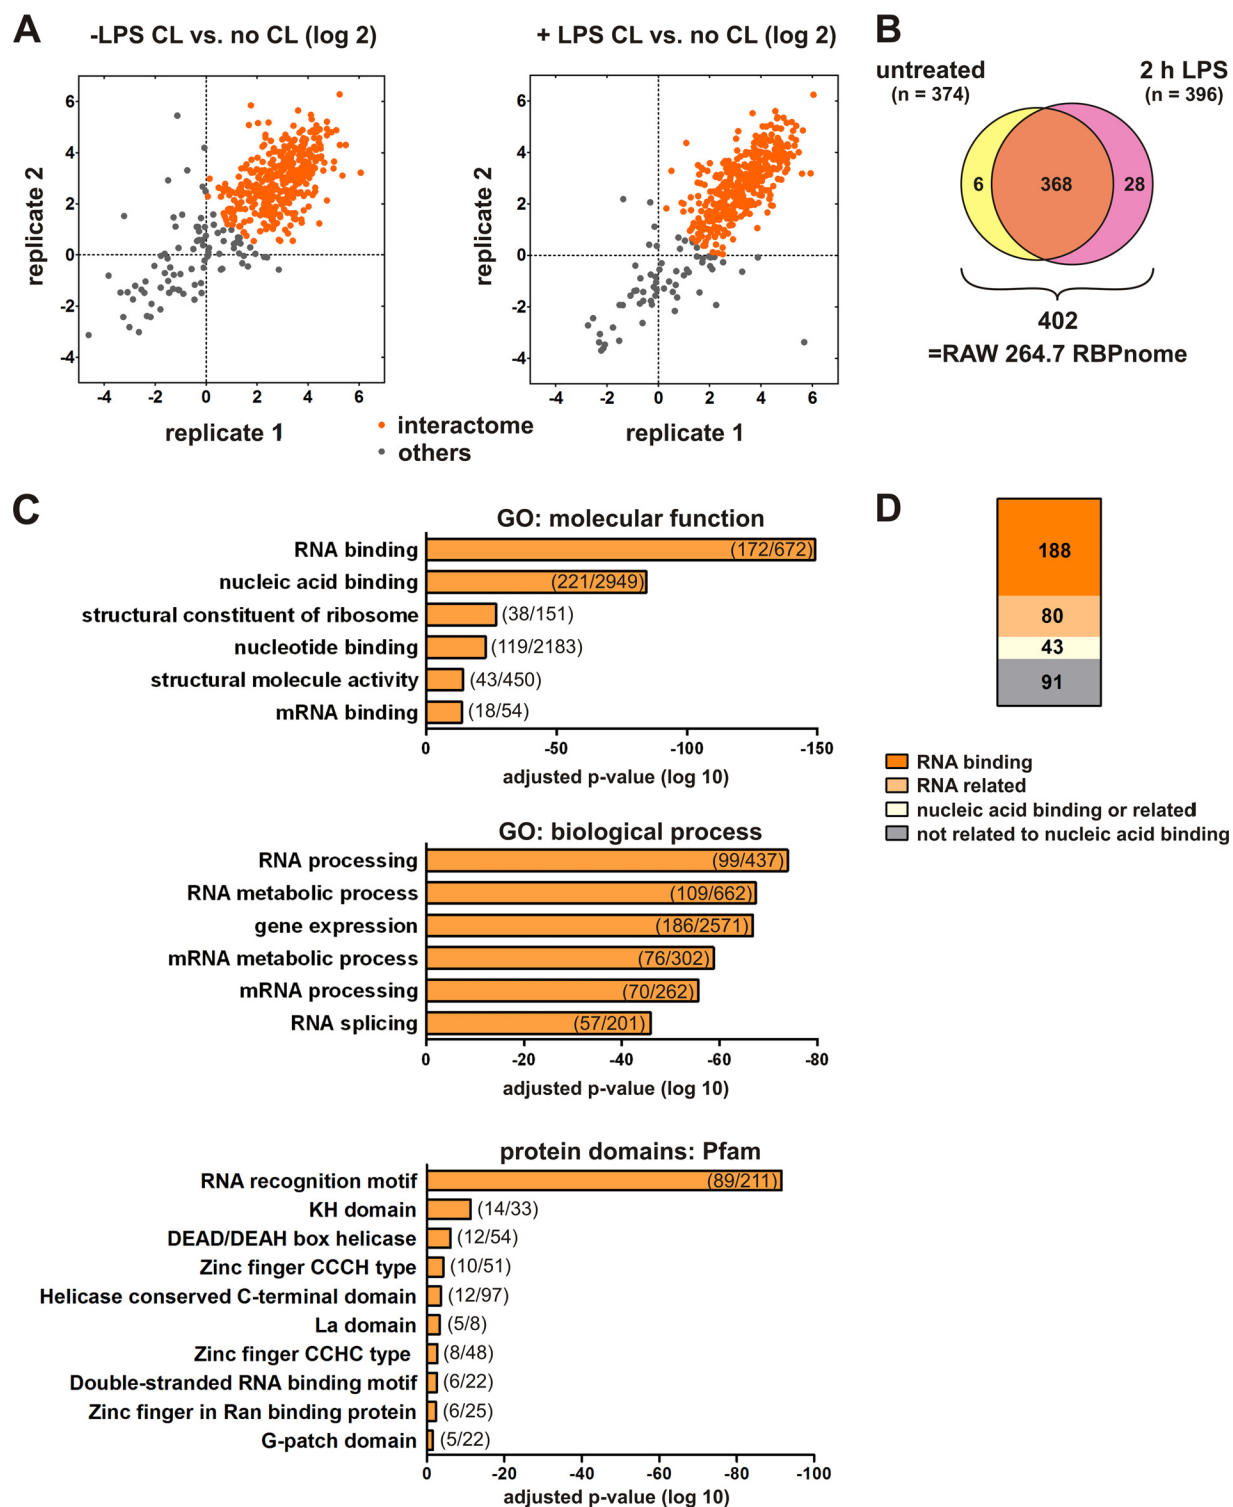 A
-LPS CL vs. no CL (log 2)
+ LPS CL vs. no CL (log 2)
replicate 2
6
4
2
0
-2
-4
-4
-2
0
2
4
6
replicate 1
replicate 2
6
4
2
0
-2
-4
-4
-2
0
2
4
6
replicate 1
interactome
others
B
untreated
(n = 374)
2 h LPS
(n = 396)
6
368
28
402
=RAW 264.7 RBPnome
C
GO: molecular function
RNA binding (172/672)
nucleic acid binding (221/2949)
structural constituent of ribosome (38/151)
nucleotide binding (119/2183)
structural molecule activity (43/450)
mRNA binding (18/54)
0 -50 -100 -150
adjusted p-value (log 10)
GO: biological process
RNA processing (99/437)
RNA metabolic process (109/662)
gene expression (186/2571)
mRNA metabolic process (76/302)
mRNA processing (70/262)
RNA splicing (57/201)
0 -20 -40 -60 -80
adjusted p-value (log 10)
protein domains: Pfam
RNA recognition motif (89/211)
KH domain (14/33)
DEAD/DEAH box helicase (12/54)
Zinc finger CCCH type (10/51)
Helicase conserved C-terminal domain (12/97)
La domain (5/8)
Zinc finger CCHC type (8/48)
Double-stranded RNA binding motif (6/22)
Zinc finger in Ran binding protein (6/25)
G-patch domain (5/22)
0 -20 -40 -60 -80 -100
adjusted p-value (log 10)
D
188
80
43
91
RNA binding
RNA related
nucleic acid binding or related
not related to nucleic acid binding